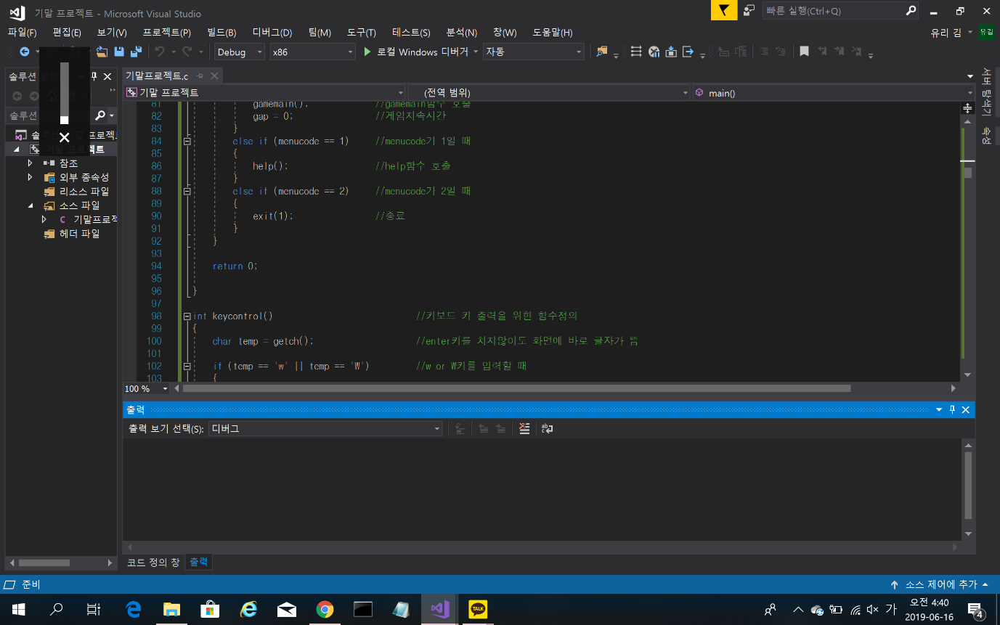 기말 프로젝트 - Microsoft Visual Studio
빠른 실행(Ctrl+Q)
파일(F) 편집(E) 보기(V) 프로젝트(P) 빌드(B) 디버그(D) 팀(M) 도구(T) 테스트(S) 분석(N) 창(W) 도움말(H)
유리 김 유김
Debug x86 로컬 Windows 디버거 자동
솔루션
기말프로젝트.c
기말 프로젝트 (전역 범위) main()
솔루션
프로젝트
참조
외부 종속성
리소스 파일
소스 파일
C 기말프로젝
헤더 파일
81 gamemain(); //gamemain함수 호출
82 gap = 0; //게임지속시간
83 }
84 else if (menucode == 1) //menucode가 1일 때
85 {
86 help(); //help함수 호출
87 }
88 else if (menucode == 2) //menucode가 2일 때
89 {
90 exit(1); //종료
91 }
92 }
93
94 return 0;
95
96 }
97
98 int keycontrol() //키보드 키 출력을 위한 함수정의
99 {
100 char temp = getch(); //enter키를 치지않이도 화면에 바로 글자가 뜸
101
102 if (temp == 'w' || temp == 'W') //w or W키를 입력할 때
103 {
100 %
서버 탐색기
속성
출력
출력 보기 선택(S): 디버그
코드 정의 창 출력
준비
소스 제어에 추가
TALK
가
오전 4:40
2019-06-16
4